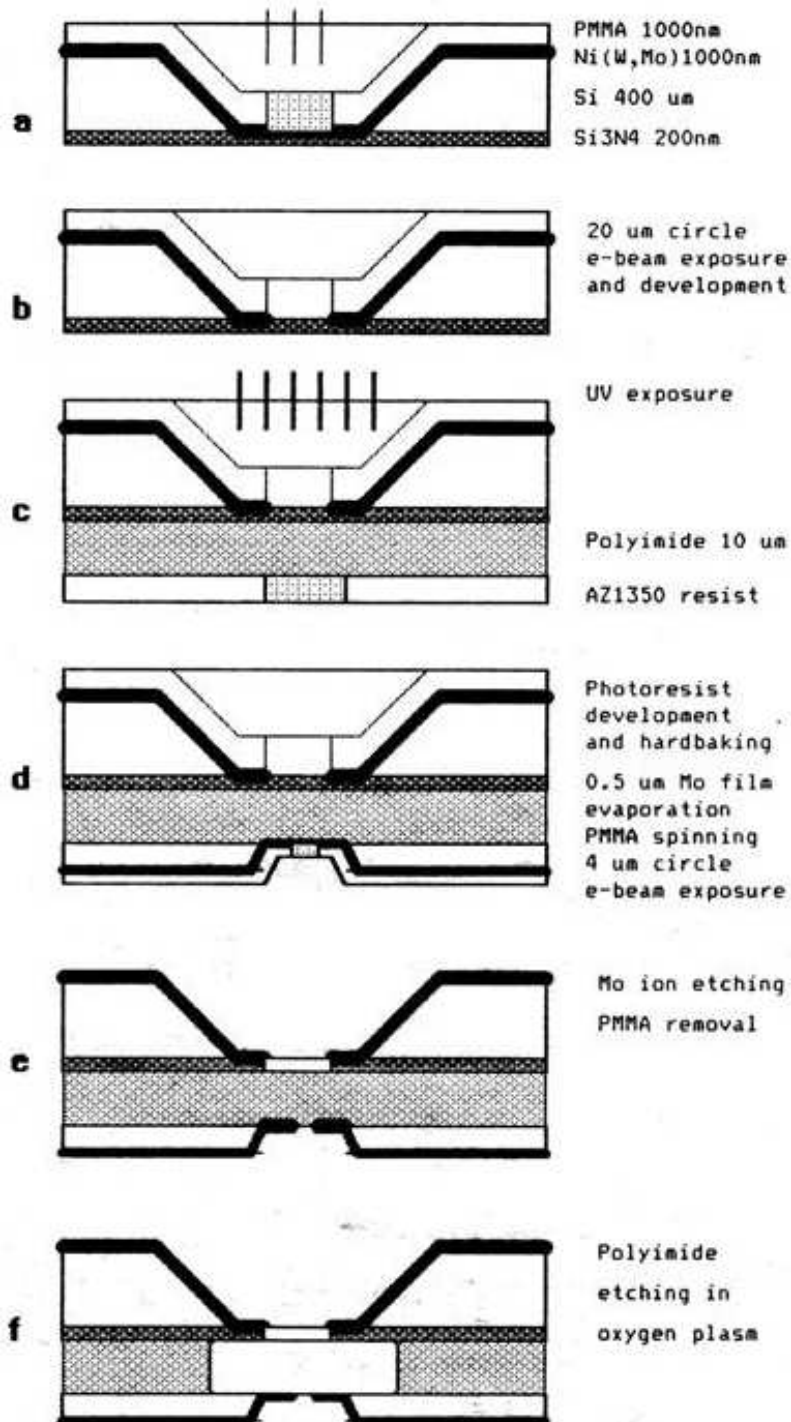 PMMA 1000nm
Ni(W,Mo)1000nm
a
Si 400 um
Si3N4 200nm
b
20 um circle
e-beam exposure
and development
c
UV exposure
Polyimide 10 um
AZ1350 resist
d
Photoresist
development
and hardbaking
0.5 um Mo film
evaporation
PMMA spinning
4 um circle
e-beam exposure
e
Mo ion etching
PMMA removal
f
Polyimide
etching in
oxygen plasm